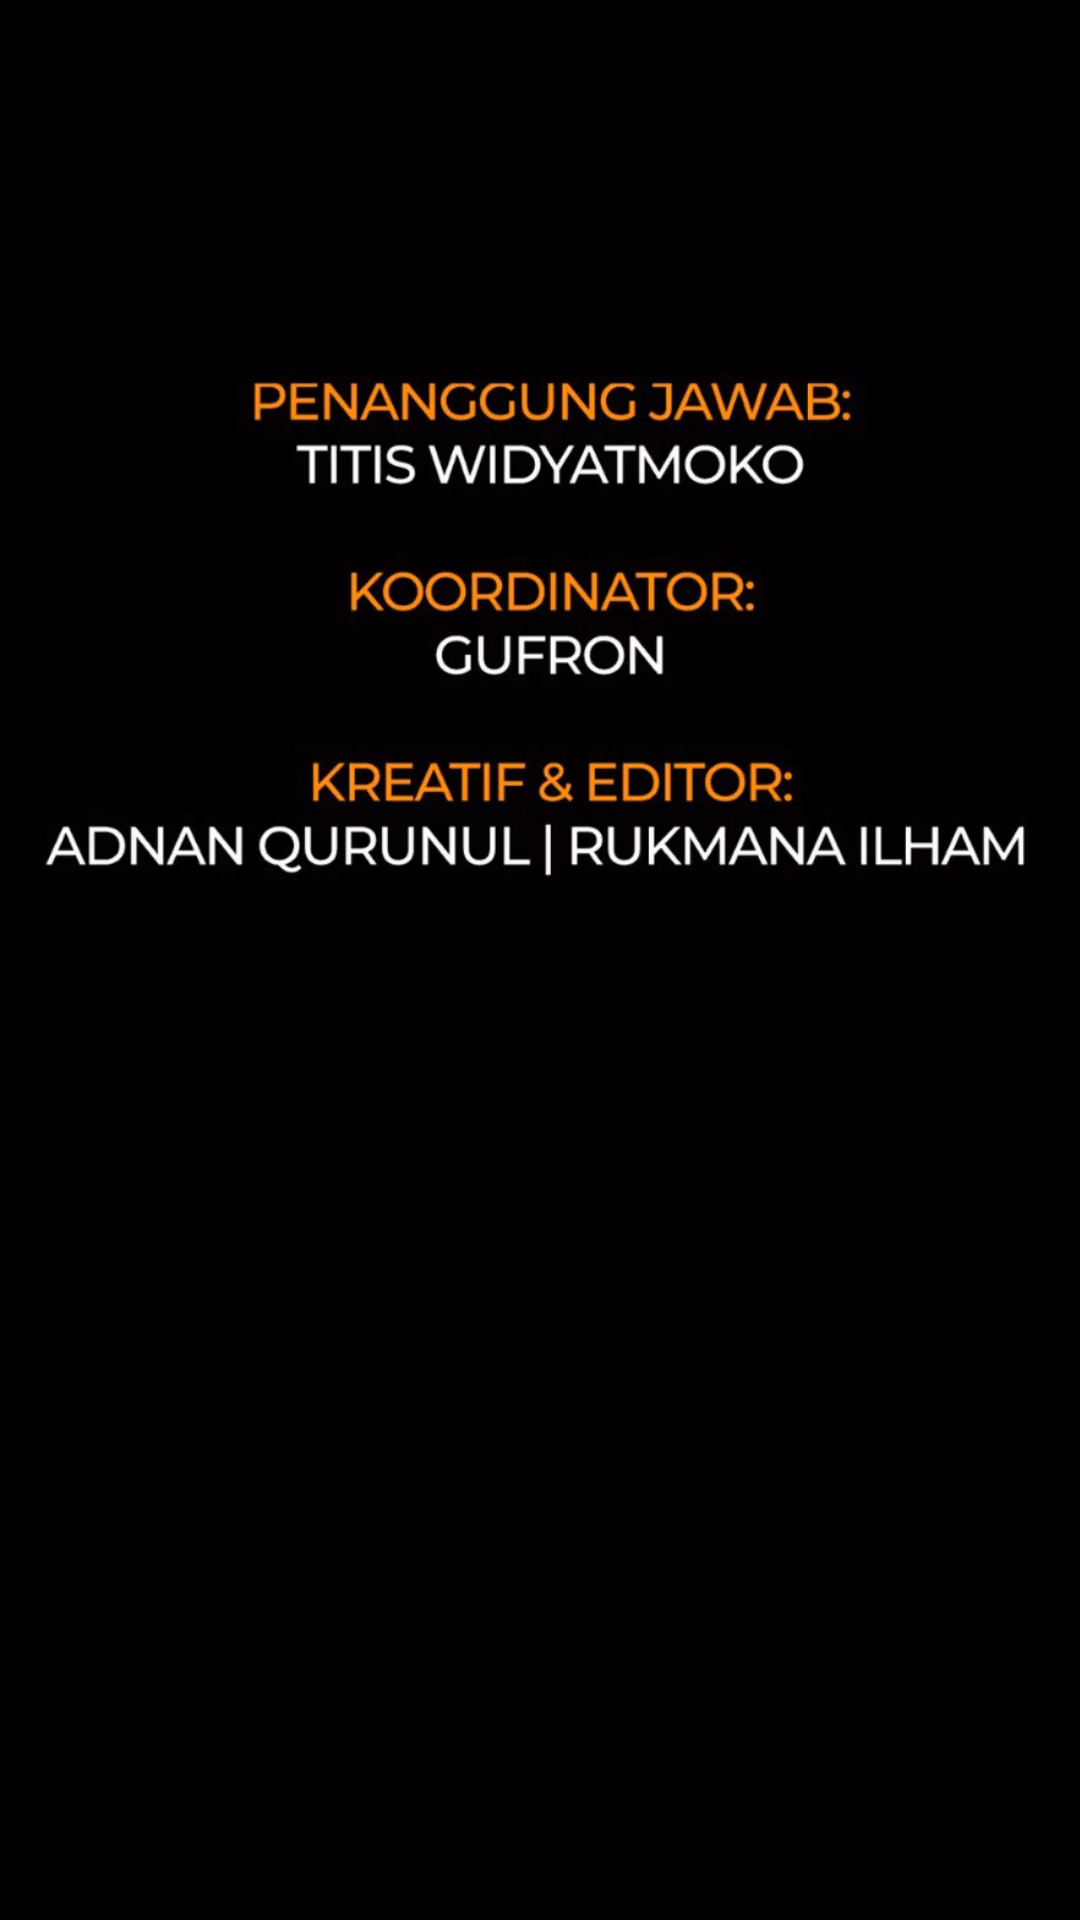 PENANGGUNG JAWAB:
TITIS WIDYATMOKO
KOORDINATOR:
GUFRON
KREATIF & EDITOR:
ADNAN QURUNUL | RUKMANA ILHAM